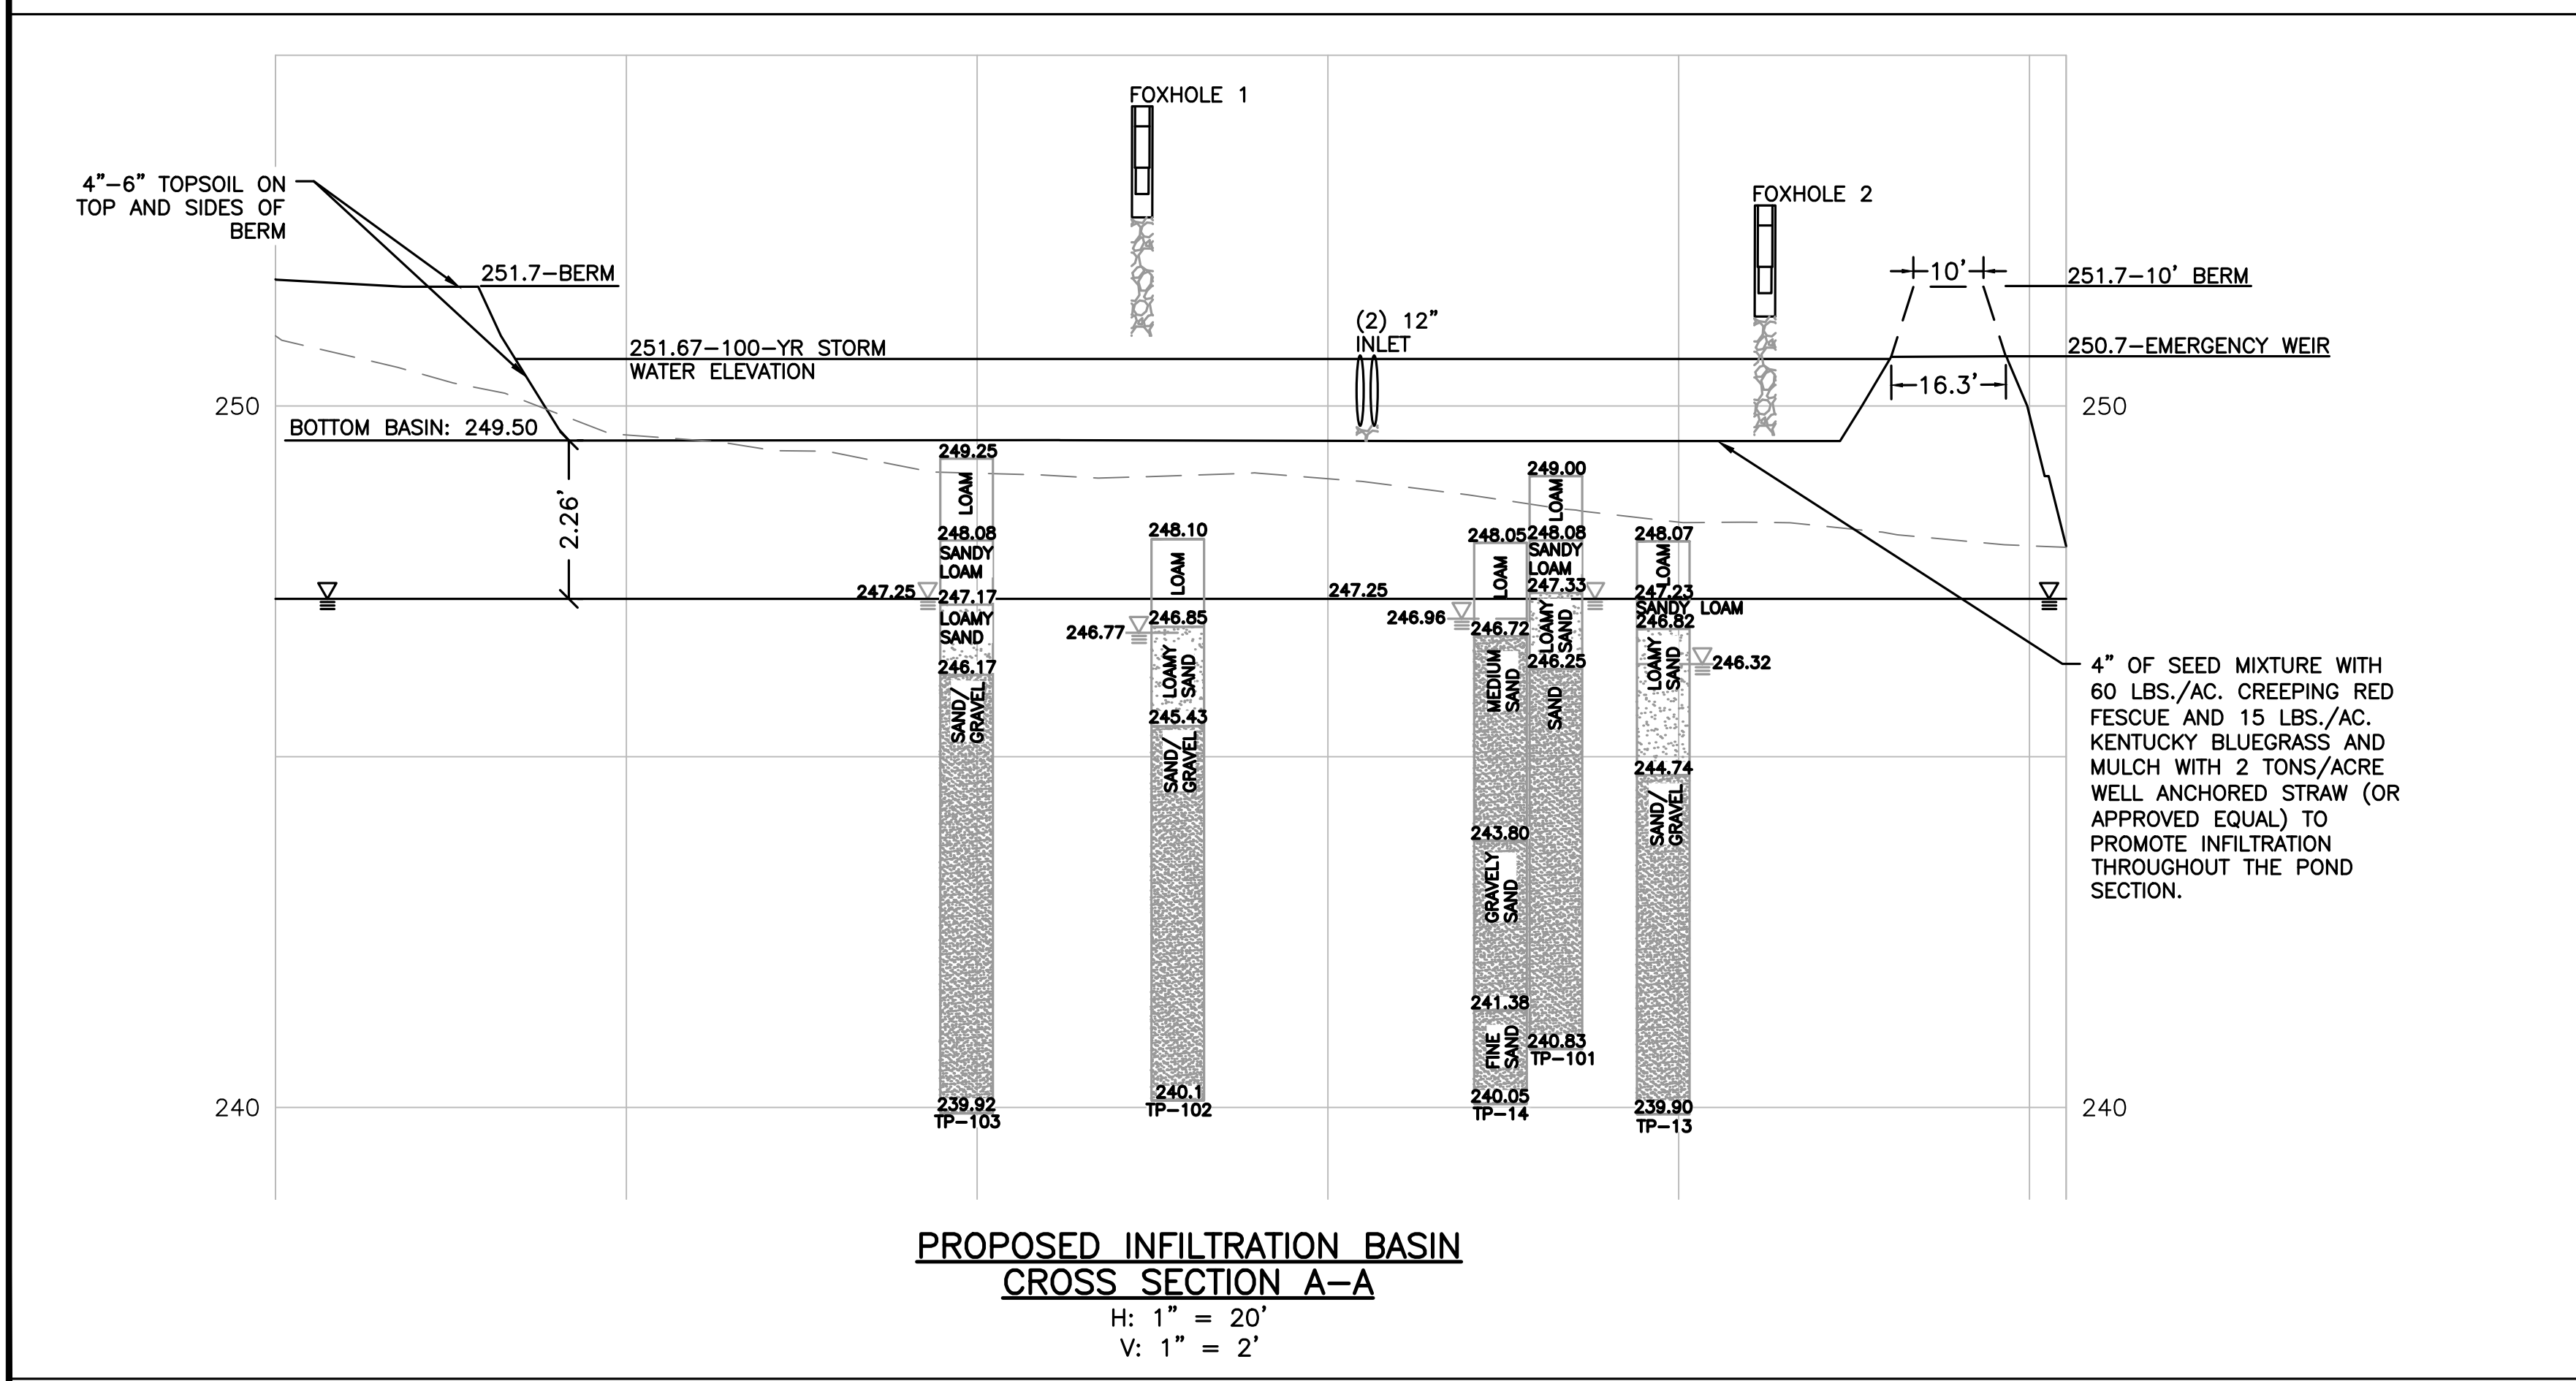 FOXHOLE 1
4"-6" TOPSOIL ON
TOP AND SIDES OF
BERM
FOXHOLE 2
251.7-BERM
10'
251.7-10' BERM
(2) 12"
INLET
251.67-100-YR STORM
WATER ELEVATION
250.7-EMERGENCY WEIR
16.3'
250
250
BOTTOM BASIN: 249.50
2.26'
249.25
LOAM
248.08
SANDY
LOAM
247.25
247.17
LOAMY
SAND
246.17
SAND/
GRAVEL
239.92
TP-103
248.10
LOAM
246.85
246.77
LOAMY
SAND
245.43
SAND/
GRAVEL
240.1
TP-102
247.25
248.05
LOAM
246.96
246.72
MEDIUM
SAND
243.80
GRAVELY
SAND
241.38
FINE
SAND
240.05
TP-14
249.00
LOAM
248.08
SANDY
LOAM
247.33
LOAMY
SAND
246.25
SAND
240.83
TP-101
248.07
LOAM
247.23
SANDY LOAM
246.82
LOAMY
SAND
246.32
244.74
SAND/
GRAVEL
239.90
TP-13
4" OF SEED MIXTURE WITH
60 LBS./AC. CREEPING RED
FESCUE AND 15 LBS./AC.
KENTUCKY BLUEGRASS AND
MULCH WITH 2 TONS/ACRE
WELL ANCHORED STRAW (OR
APPROVED EQUAL) TO
PROMOTE INFILTRATION
THROUGHOUT THE POND
SECTION.
240
240
PROPOSED INFILTRATION BASIN
CROSS SECTION A-A
H: 1" = 20'
V: 1" = 2'